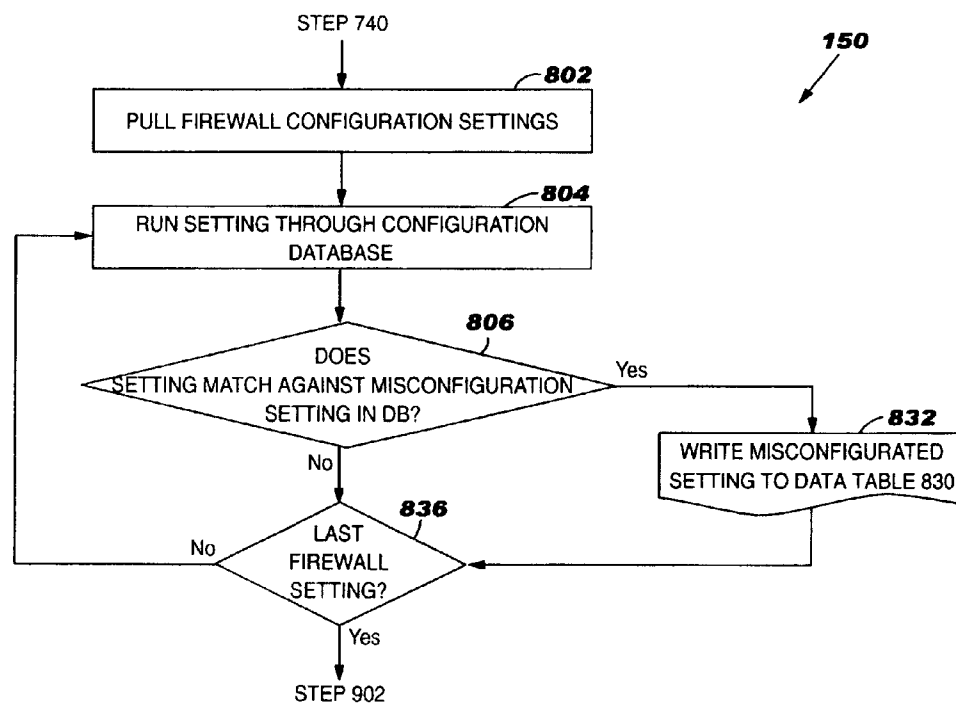 STEP 740
150
802
PULL FIREWALL CONFIGURATION SETTINGS
804
RUN SETTING THROUGH CONFIGURATION
DATABASE
806
DOES
SETTING MATCH AGAINST MISCONFIGURATION
SETTING IN DB?
Yes
832
WRITE MISCONFIGURATED
SETTING TO DATA TABLE 830
No
836
LAST
FIREWALL
SETTING?
No
Yes
STEP 902